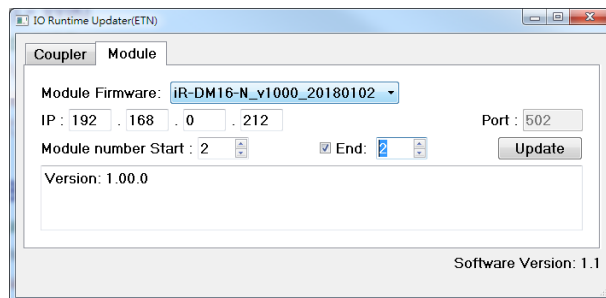 IO Runtime Updater(ETN)
Coupler Module
Module Firmware: iR-DM16-N_v1000_20180102
IP : 192 . 168 . 0 . 212 Port : 502
Module number Start : 2 End: 2 Update
Version: 1.00.0
Software Version: 1.1